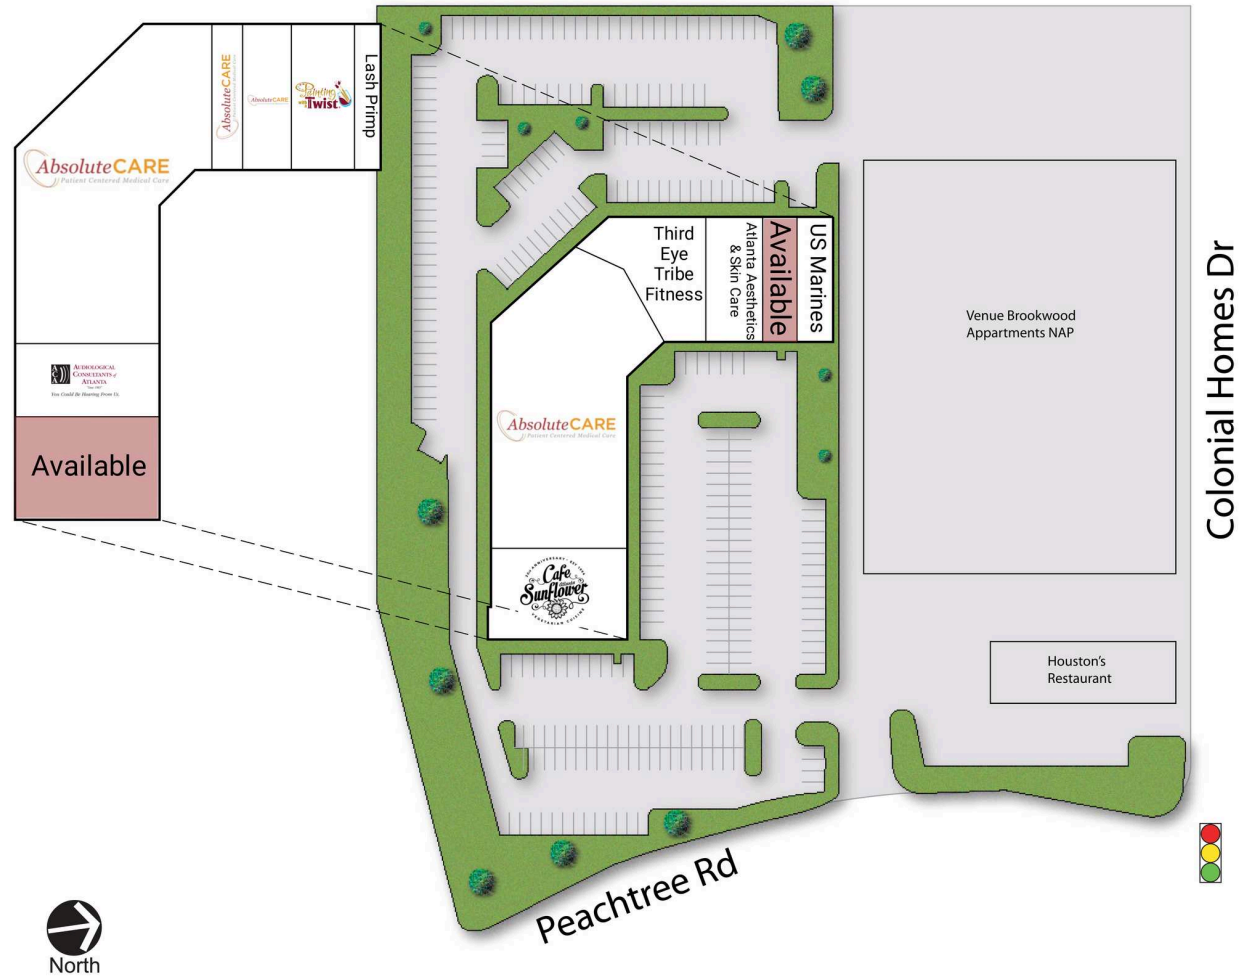 AbsoluteCARE
AbsoluteCARE
Painting
with a
Twist
Lash Primp
AbsoluteCARE
Patient Centered Medical Care
AUDIOLOGICAL
CONSULTANTS of
ATLANTA
You Could Be Hearing From Us.
Available
Third
Eye
Tribe
Fitness
Atlanta Aesthetics
& Skin Care
Available
US Marines
AbsoluteCARE
Patient Centered Medical Care
Cafe
Sunflower
VEGETARIAN CUISINE
Venue Brookwood
Appartments NAP
Houston's
Restaurant
Colonial Homes Dr
Peachtree Rd
North